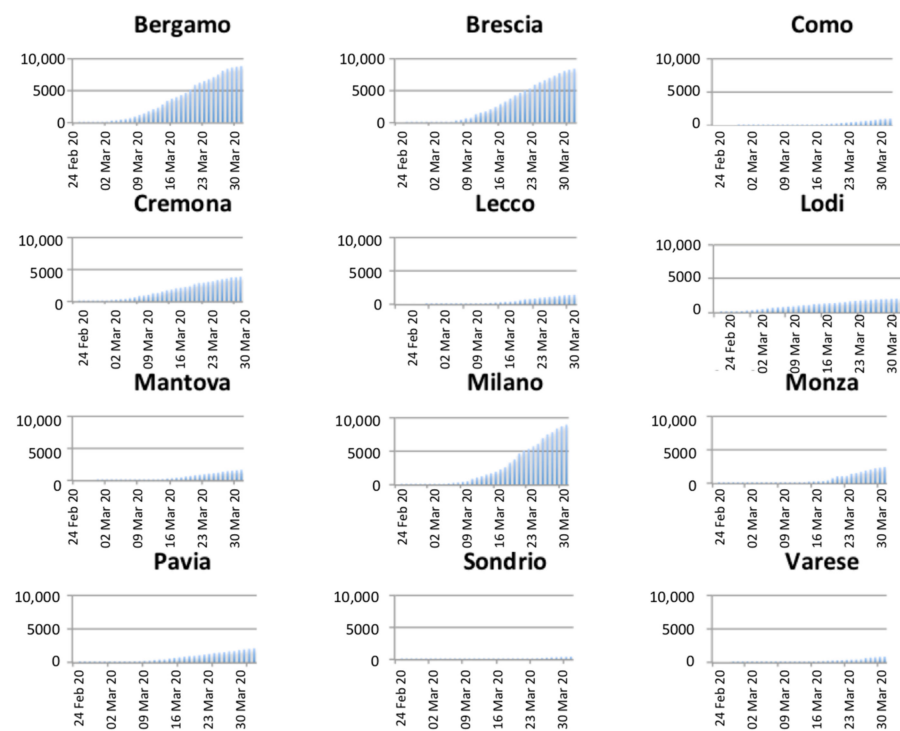 Bergamo
10,000
5000
0
24 Feb 20
02 Mar 20
09 Mar 20
16 Mar 20
23 Mar 20
30 Mar 20
Brescia
10,000
5000
0
24 Feb 20
02 Mar 20
09 Mar 20
16 Mar 20
23 Mar 20
30 Mar 20
Como
10,000
5000
0
24 Feb 20
02 Mar 20
09 Mar 20
16 Mar 20
23 Mar 20
30 Mar 20
Cremona
10,000
5000
0
24 Feb 20
02 Mar 20
09 Mar 20
16 Mar 20
23 Mar 20
30 Mar 20
Lecco
10,000
5000
0
24 Feb 20
02 Mar 20
09 Mar 20
16 Mar 20
23 Mar 20
30 Mar 20
Lodi
10,000
5000
0
24 Feb 20
02 Mar 20
09 Mar 20
16 Mar 20
23 Mar 20
30 Mar 20
Mantova
10,000
5000
0
24 Feb 20
02 Mar 20
09 Mar 20
16 Mar 20
23 Mar 20
30 Mar 20
Milano
10,000
5000
0
24 Feb 20
02 Mar 20
09 Mar 20
16 Mar 20
23 Mar 20
30 Mar 20
Monza
10,000
5000
0
24 Feb 20
02 Mar 20
09 Mar 20
16 Mar 20
23 Mar 20
30 Mar 20
Pavia
10,000
5000
0
24 Feb 20
02 Mar 20
09 Mar 20
16 Mar 20
23 Mar 20
30 Mar 20
Sondrio
10,000
5000
0
24 Feb 20
02 Mar 20
09 Mar 20
16 Mar 20
23 Mar 20
30 Mar 20
Varese
10,000
5000
0
24 Feb 20
02 Mar 20
09 Mar 20
16 Mar 20
23 Mar 20
30 Mar 20